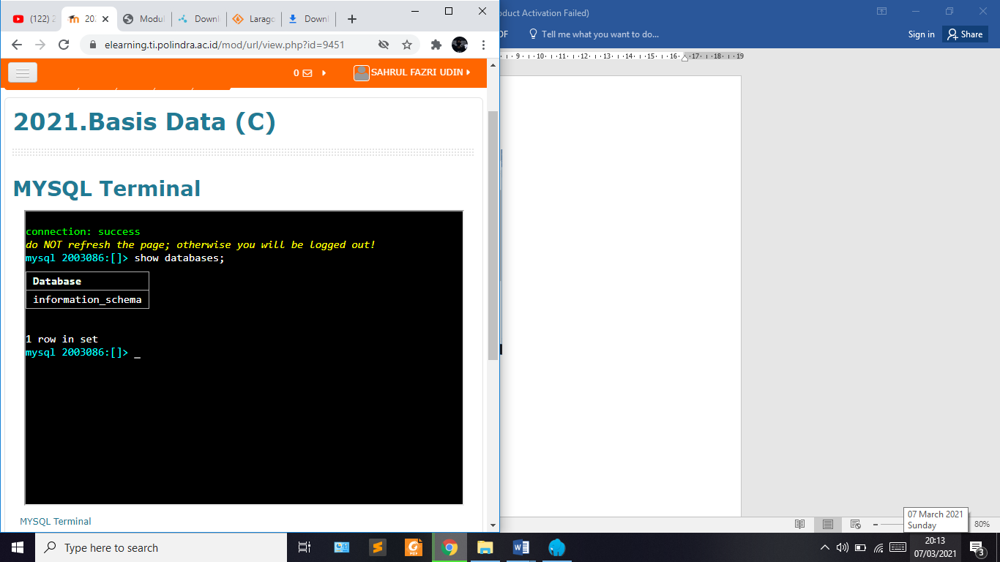 (122) 2
202
Modul
Downl
Larago
Downl
oduct Activation Failed)
elearning.ti.polindra.ac.id/mod/url/view.php?id=9451
DF
Tell me what you want to do...
Sign in
Share
0
SAHRUL FAZRI UDIN
9 10 11 12 13 14 15 16 17 18 19
2021.Basis Data (C)
MYSQL Terminal
connection: success
do NOT refresh the page; otherwise you will be logged out!
mysql 2003086:[]> show databases;
Database
information_schema
1 row in set
mysql 2003086:[]> _
MYSQL Terminal
07 March 2021
Sunday
80%
Type here to search
PDF
20:13
07/03/2021
3